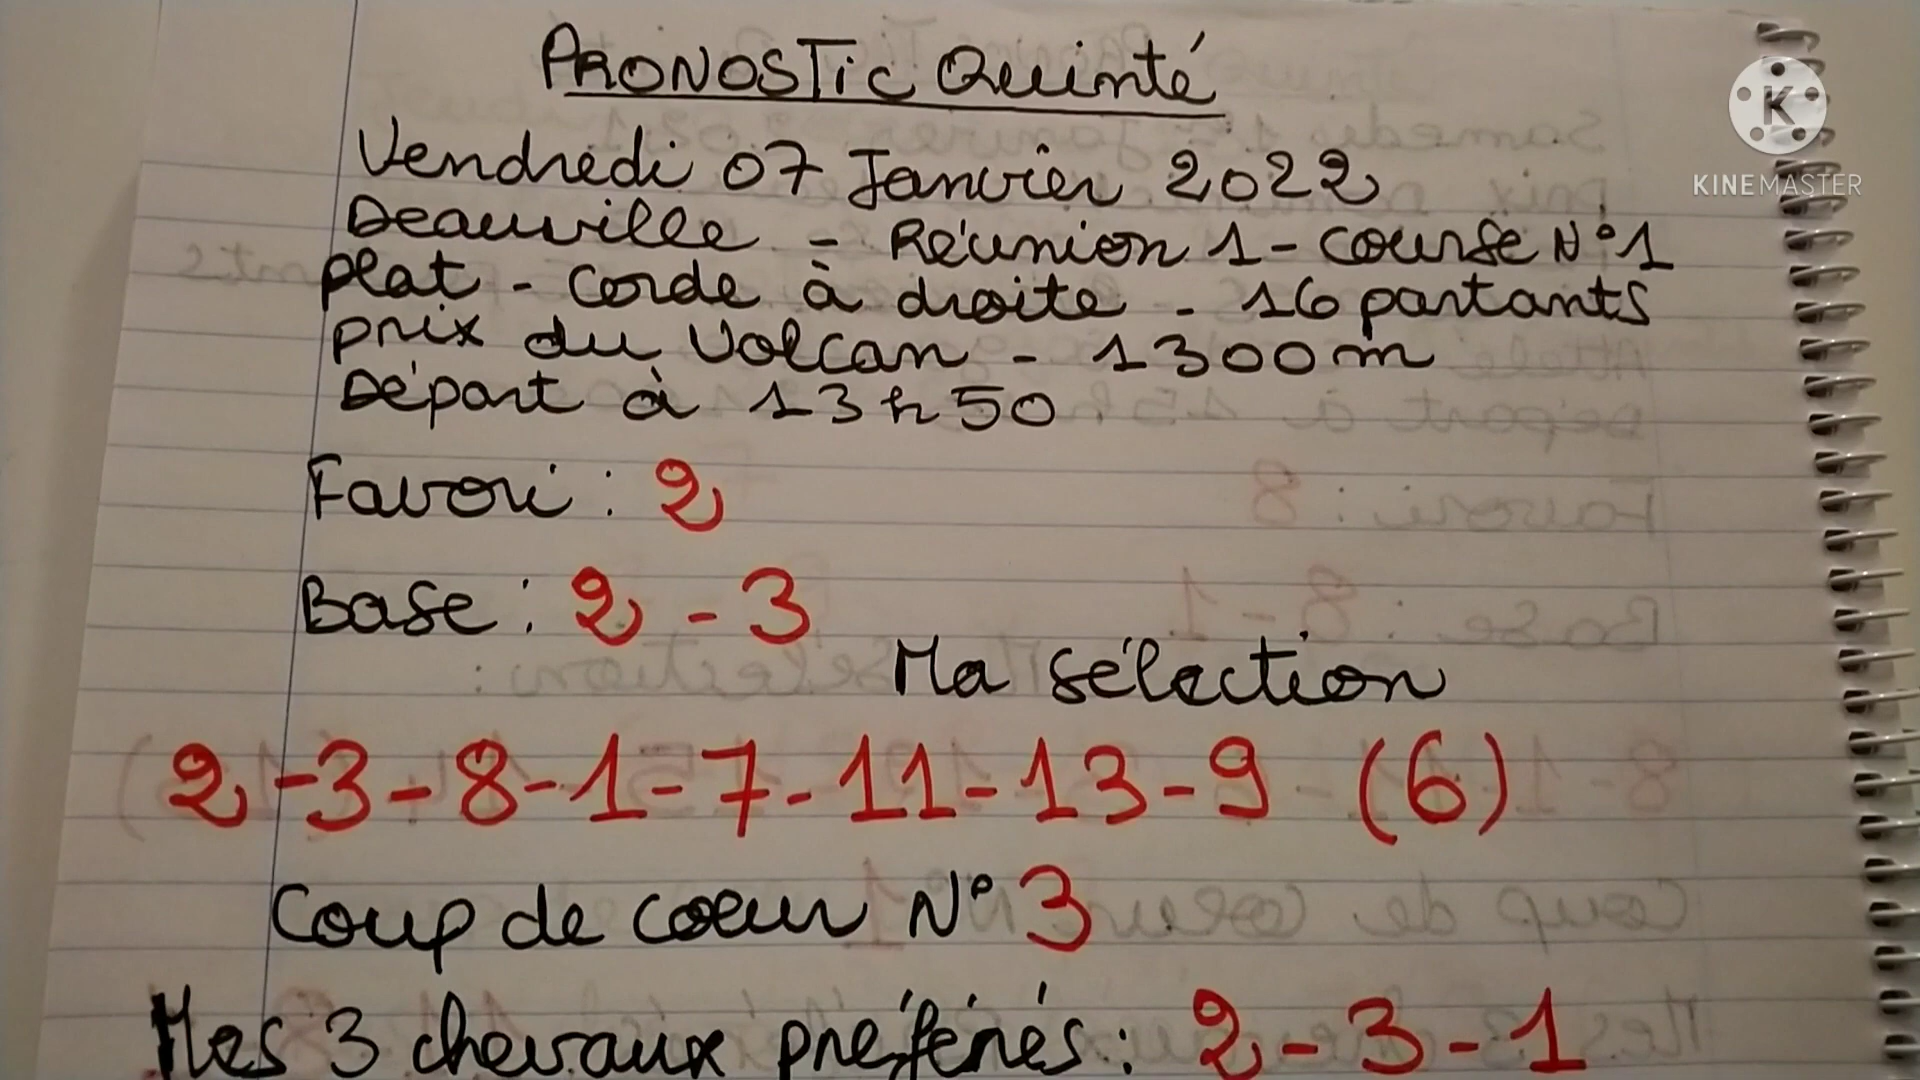 PRONOSTIC Quinté
Vendredi 07 Janvier 2022
Deauville - Réunion 1 - course N°1
plat - corde à droite - 16 partants
prix du Volcan - 1300m
Départ à 13h50
Favori : 2
Base : 2 - 3
Ma sélection
2 - 3 - 8 - 1 - 7 - 11 - 13 - 9 - (6)
Coup de cœur N° 3
Mes 3 chevaux préférés : 2 - 3 - 1
K
KINEMASTER